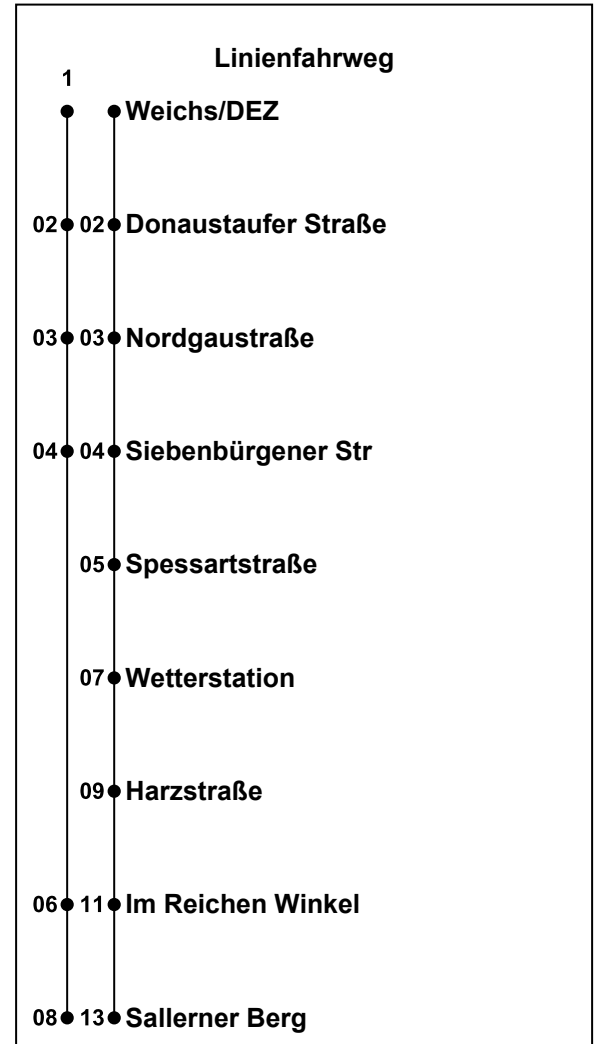 Linienfahrweg
1
Weichs/DEZ
02 02 Donaustaufer Straße
03 03 Nordgaustraße
04 04 Siebenbürgener Str
05 Spessartstraße
07 Wetterstation
09 Harzstraße
06 11 Im Reichen Winkel
08 13 Sallerner Berg